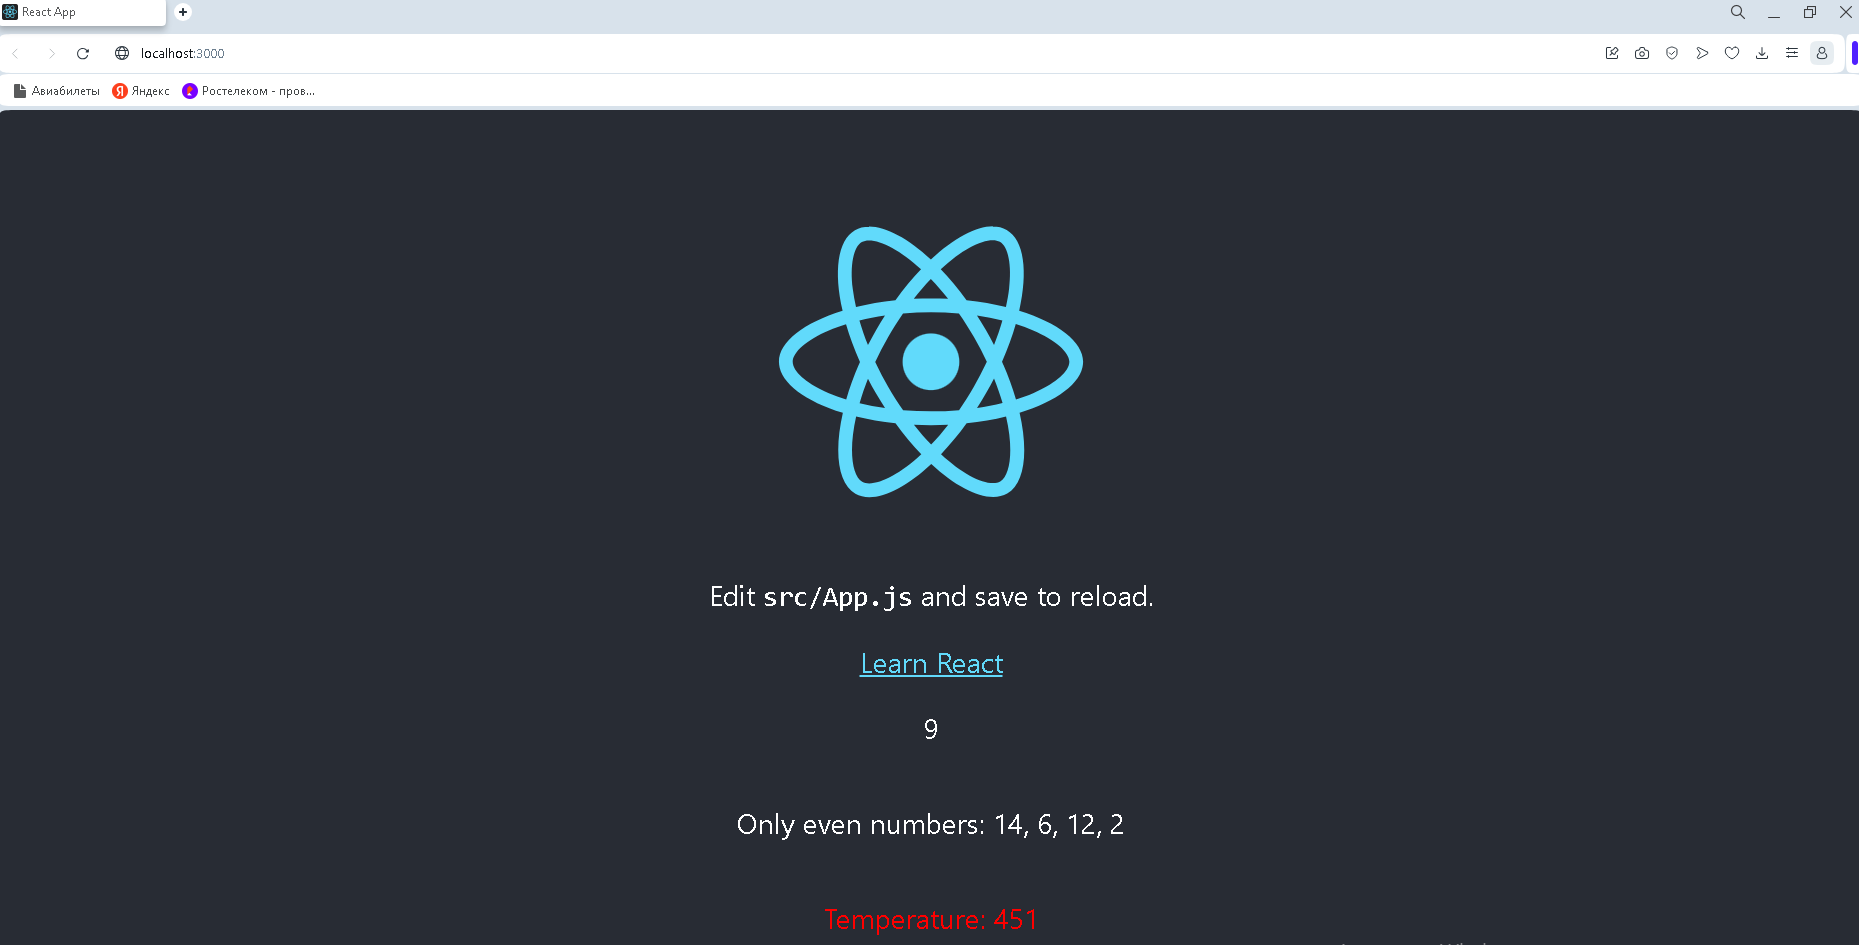 React App
localhost:3000
Авиабилеты Яндекс Ростелеком - пров...
Edit src/App.js and save to reload.
Learn React
9
Only even numbers: 14, 6, 12, 2
Temperature: 451